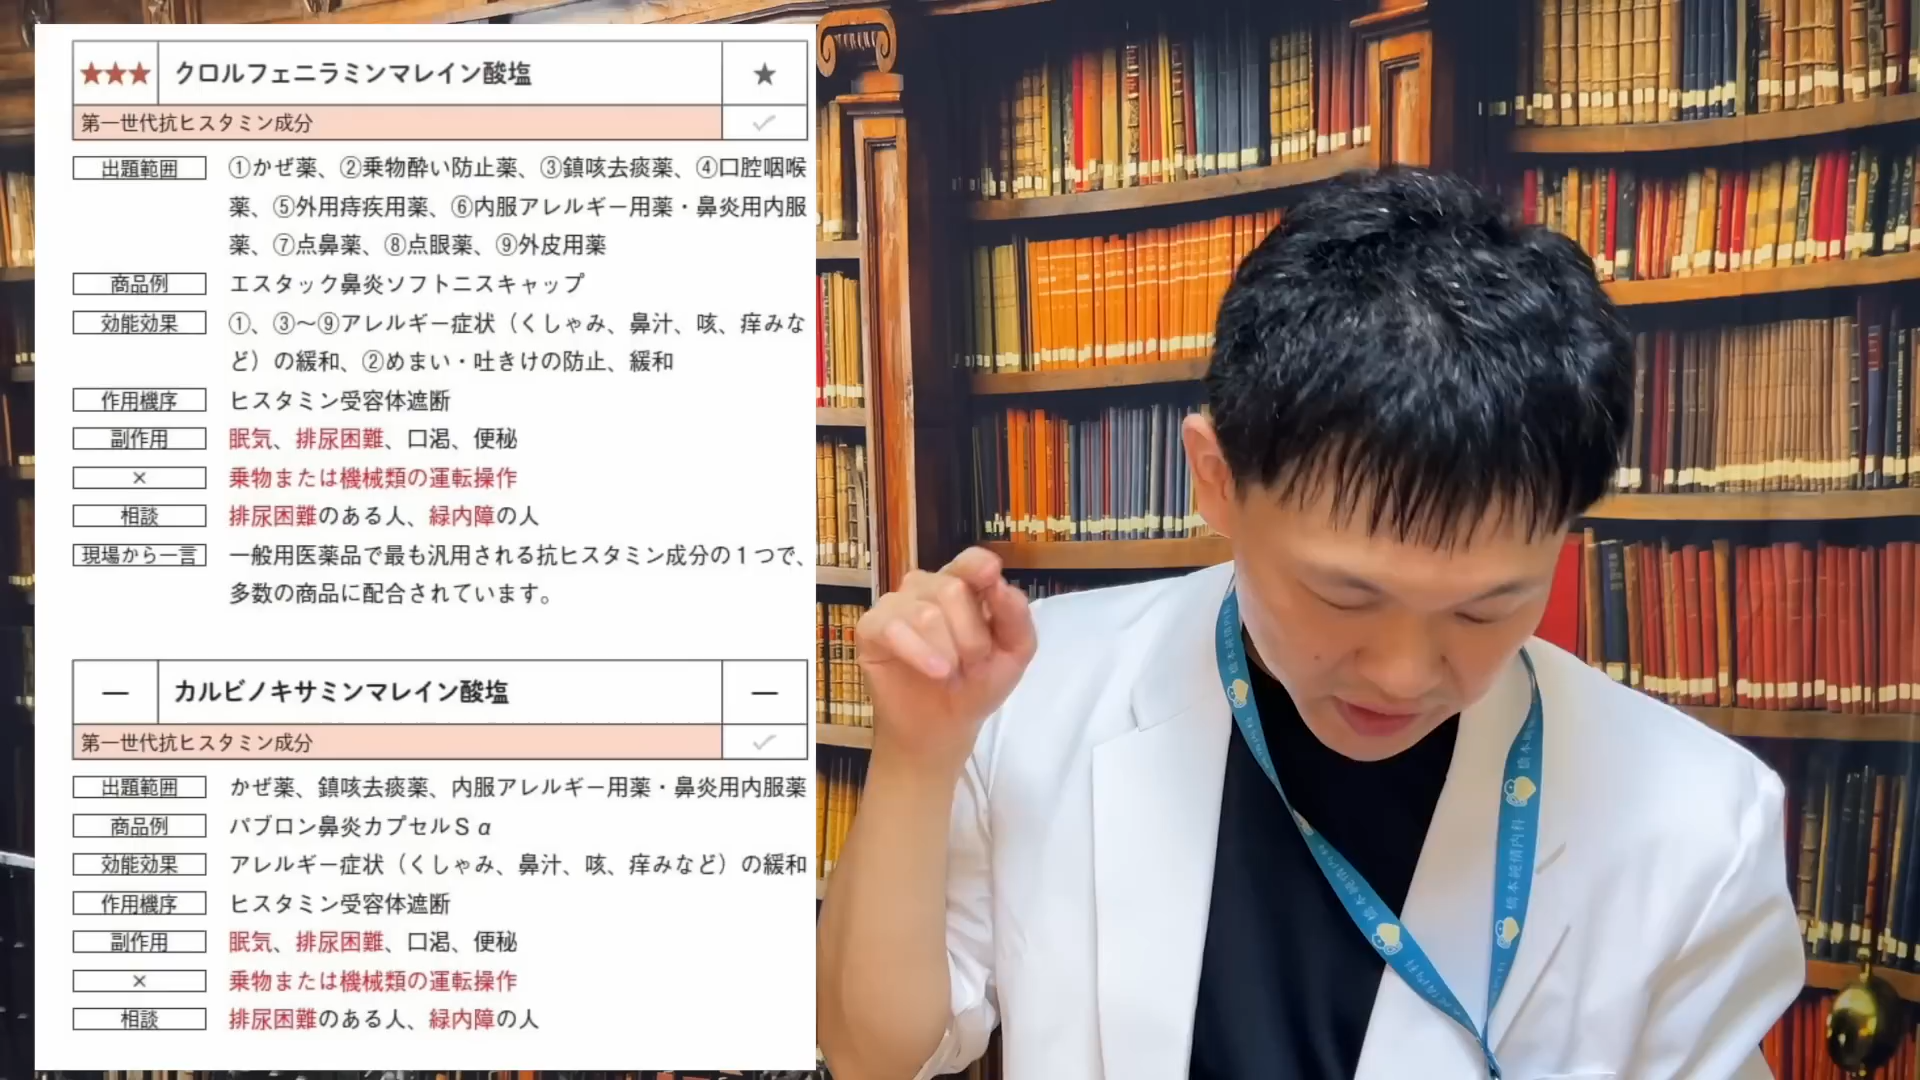 ★★★ クロルフェニラミンマレイン酸塩 ★
第一世代抗ヒスタミン成分 ✓
出題範囲 ①かぜ薬、②乗物酔い防止薬、③鎮咳去痰薬、④口腔咽喉
薬、⑤外用痔疾用薬、⑥内服アレルギー用薬・鼻炎用内服
薬、⑦点鼻薬、⑧点眼薬、⑨外皮用薬
商品例 エスタック鼻炎ソフトニスキャップ
効能効果 ①、③〜⑨アレルギー症状（くしゃみ、鼻汁、咳、痒みな
ど）の緩和、②めまい・吐きけの防止、緩和
作用機序 ヒスタミン受容体遮断
副作用 眠気、排尿困難、口渇、便秘
× 乗物または機械類の運転操作
相談 排尿困難のある人、緑内障の人
現場から一言 一般用医薬品で最も汎用される抗ヒスタミン成分の１つで、
多数の商品に配合されています。
― カルビノキサミンマレイン酸塩 ―
第一世代抗ヒスタミン成分 ✓
出題範囲 かぜ薬、鎮咳去痰薬、内服アレルギー用薬・鼻炎用内服薬
商品例 パブロン鼻炎カプセルＳα
効能効果 アレルギー症状（くしゃみ、鼻汁、咳、痒みなど）の緩和
作用機序 ヒスタミン受容体遮断
副作用 眠気、排尿困難、口渇、便秘
× 乗物または機械類の運転操作
相談 排尿困難のある人、緑内障の人
橋本純情内科